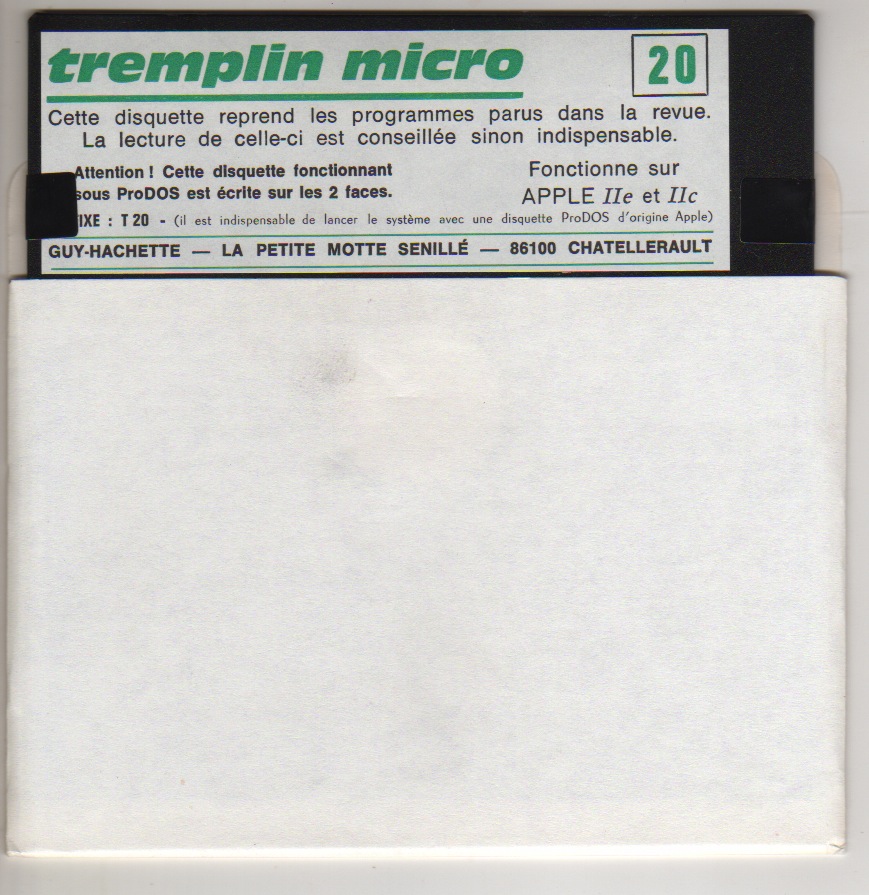 tremplin micro
20
Cette disquette reprend les programmes parus dans la revue.
La lecture de celle-ci est conseillée sinon indispensable.
Attention ! Cette disquette fonctionnant
sous ProDOS est écrite sur les 2 faces.
Fonctionne sur
APPLE IIe et IIc
IXE : T 20 - (il est indispensable de lancer le système avec une disquette ProDOS d'origine Apple)
GUY-HACHETTE — LA PETITE MOTTE SENILLÉ — 86100 CHATELLERAULT